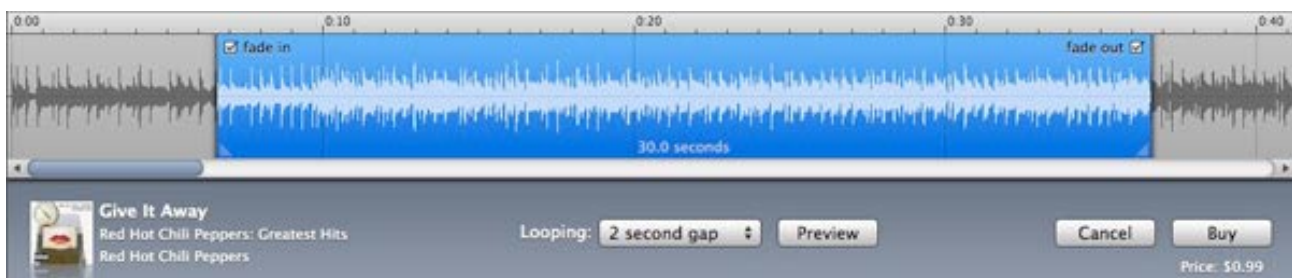 0:00 0:10 0:20 0:30 0:40
fade in fade out
30.0 seconds
Give It Away
Red Hot Chili Peppers: Greatest Hits
Red Hot Chili Peppers
Looping: 2 second gap Preview Cancel Buy
Price: $0.99